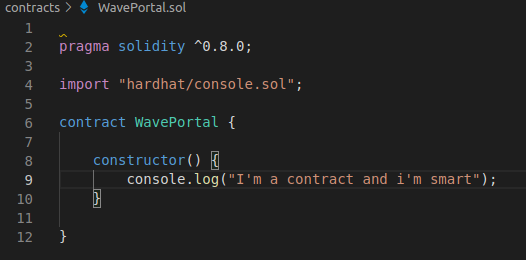 contracts > WavePortal.sol
1
2 pragma solidity ^0.8.0;
3
4 import "hardhat/console.sol";
5
6 contract WavePortal {
7
8 constructor() {
9 console.log("I'm a contract and i'm smart");
10 }
11
12 }